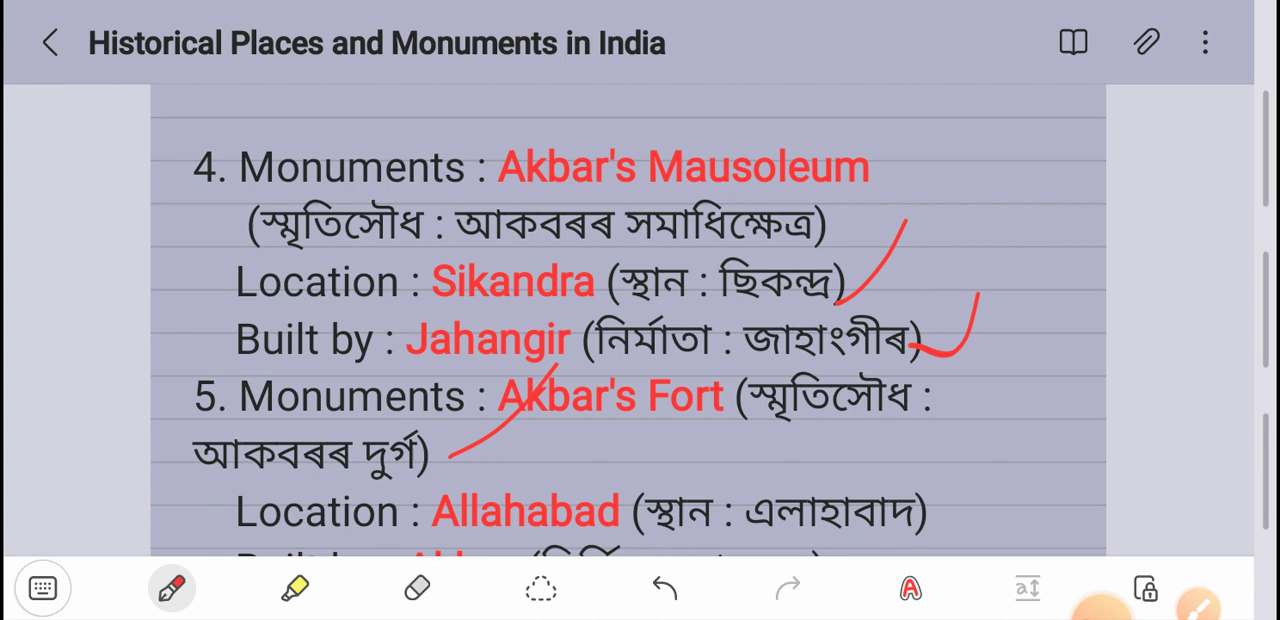 Historical Places and Monuments in India
4. Monuments : Akbar's Mausoleum
(স্মৃতিসৌধ : আকবৰৰ সমাধিক্ষেত্ৰ)
Location : Sikandra (স্থান : ছিকন্দ্ৰা)
Built by : Jahangir (নিৰ্মাতা : জাহাংগীৰ)
5. Monuments : Akbar's Fort (স্মৃতিসৌধ :
আকবৰৰ দুৰ্গ)
Location : Allahabad (স্থান : এলাহাবাদ)